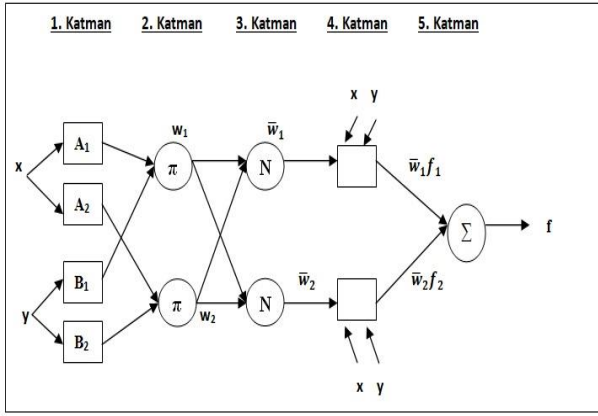 1. Katman 2. Katman 3. Katman 4. Katman 5. Katman
x y
w₁ w̅₁
A₁
π N
w̅₁f₁
x
A₂
Σ f
B₁
w̅₂ w̅₂f₂
y
π N
w₂
B₂
x y